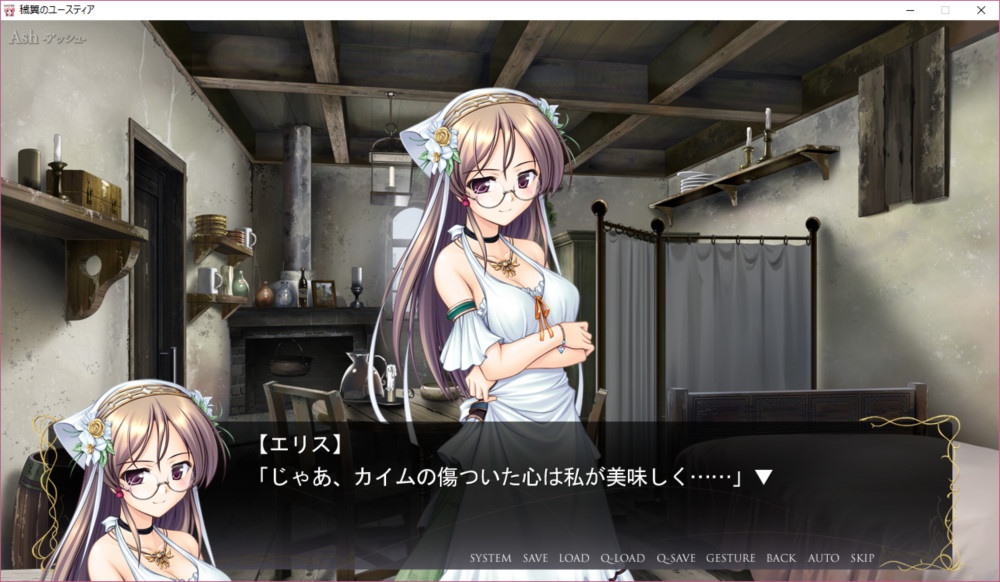 穢翼のユースティア
Ash -アッシュ-
【エリス】
「じゃあ、カイムの傷ついた心は私が美味しく……」▼
SYSTEM SAVE LOAD Q-LOAD Q-SAVE GESTURE BACK AUTO SKIP